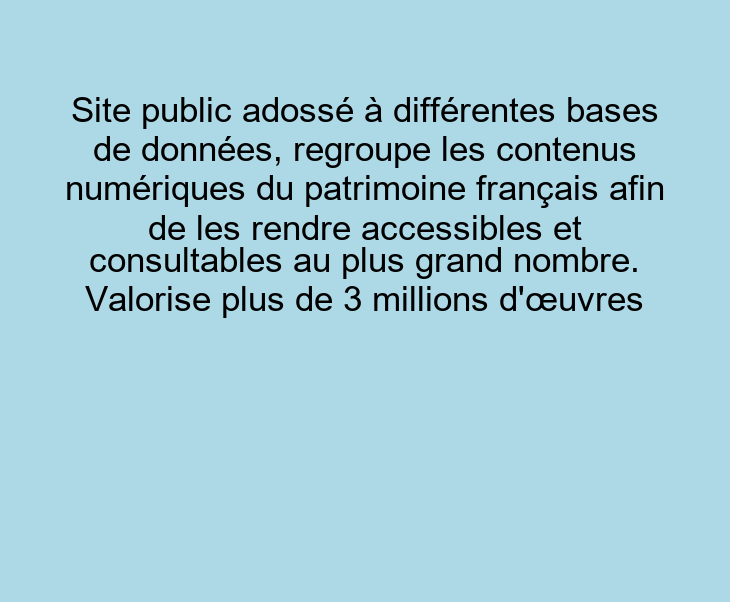 Site public adossé à différentes bases
de données, regroupe les contenus
numériques du patrimoine français afin
de les rendre accessibles et
consultables au plus grand nombre.
Valorise plus de 3 millions d'œuvres